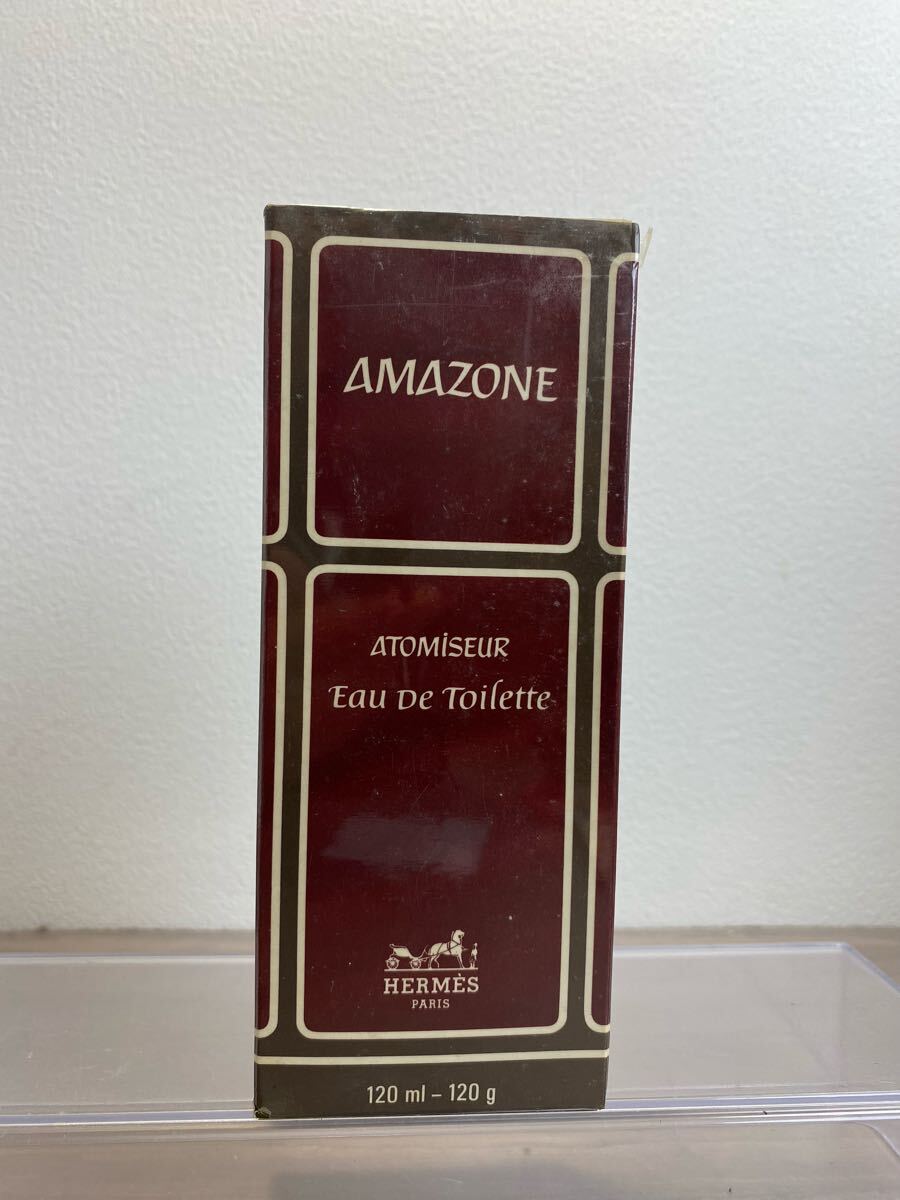 AMAZONE
ATOMiSEUR
Eau De Toilette
HERMÈS
PARIS
120 ml – 120 g